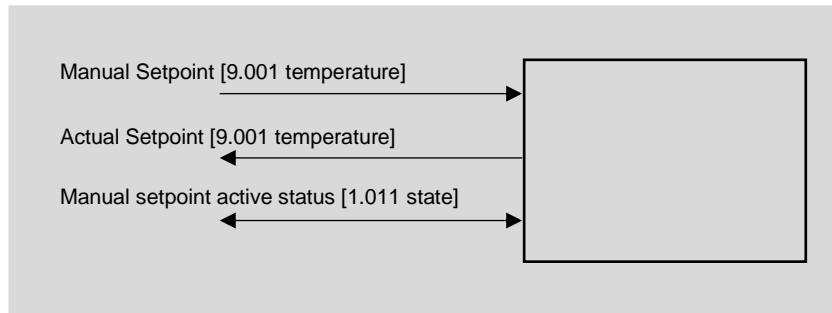 Manual Setpoint [9.001 temperature]
Actual Setpoint [9.001 temperature]
Manual setpoint active status [1.011 state]